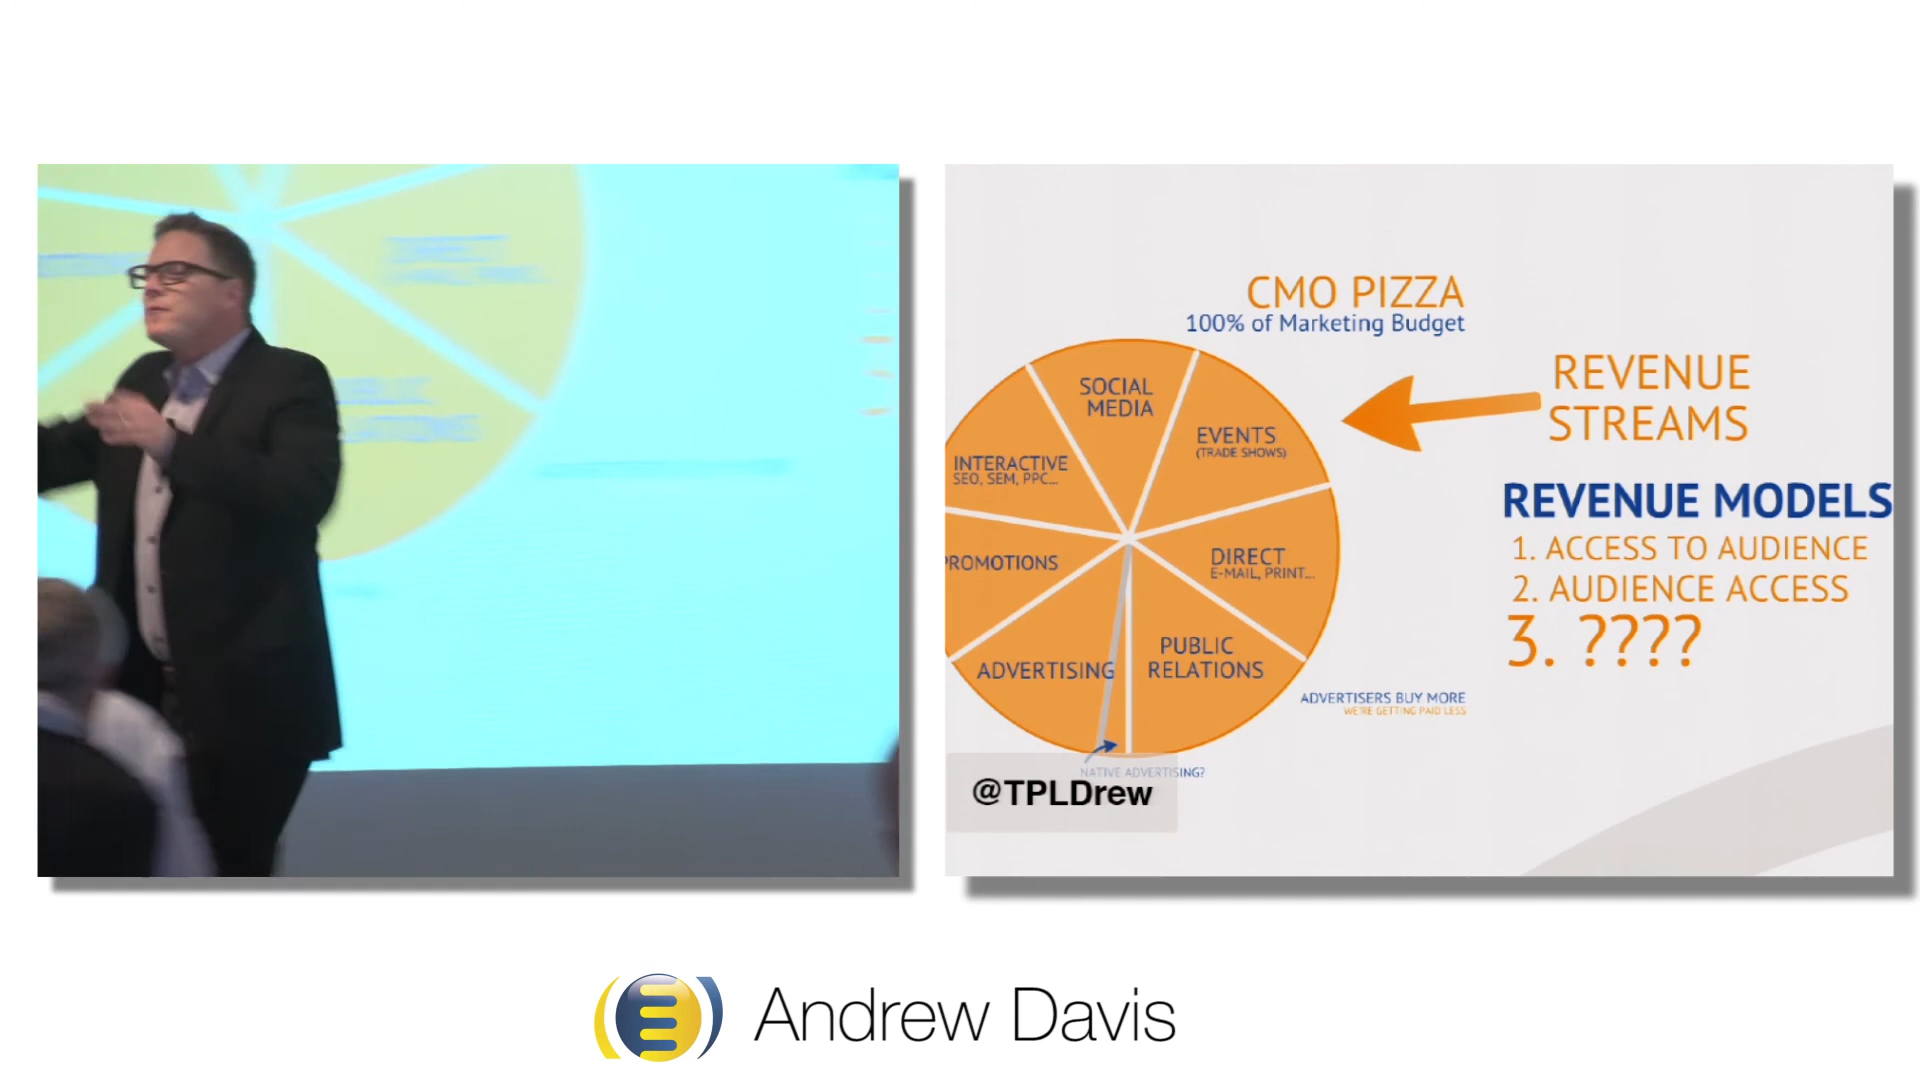 CMO PIZZA
100% of Marketing Budget
SOCIAL
MEDIA
EVENTS
(TRADE SHOWS)
INTERACTIVE
SEO, SEM, PPC...
DIRECT
E-MAIL, PRINT...
PROMOTIONS
PUBLIC
RELATIONS
ADVERTISING
NATIVE ADVERTISING?
ADVERTISERS BUY MORE
WE'RE GETTING PAID LESS
REVENUE
STREAMS
REVENUE MODELS
1. ACCESS TO AUDIENCE
2. AUDIENCE ACCESS
3. ????
@TPLDrew
Andrew Davis